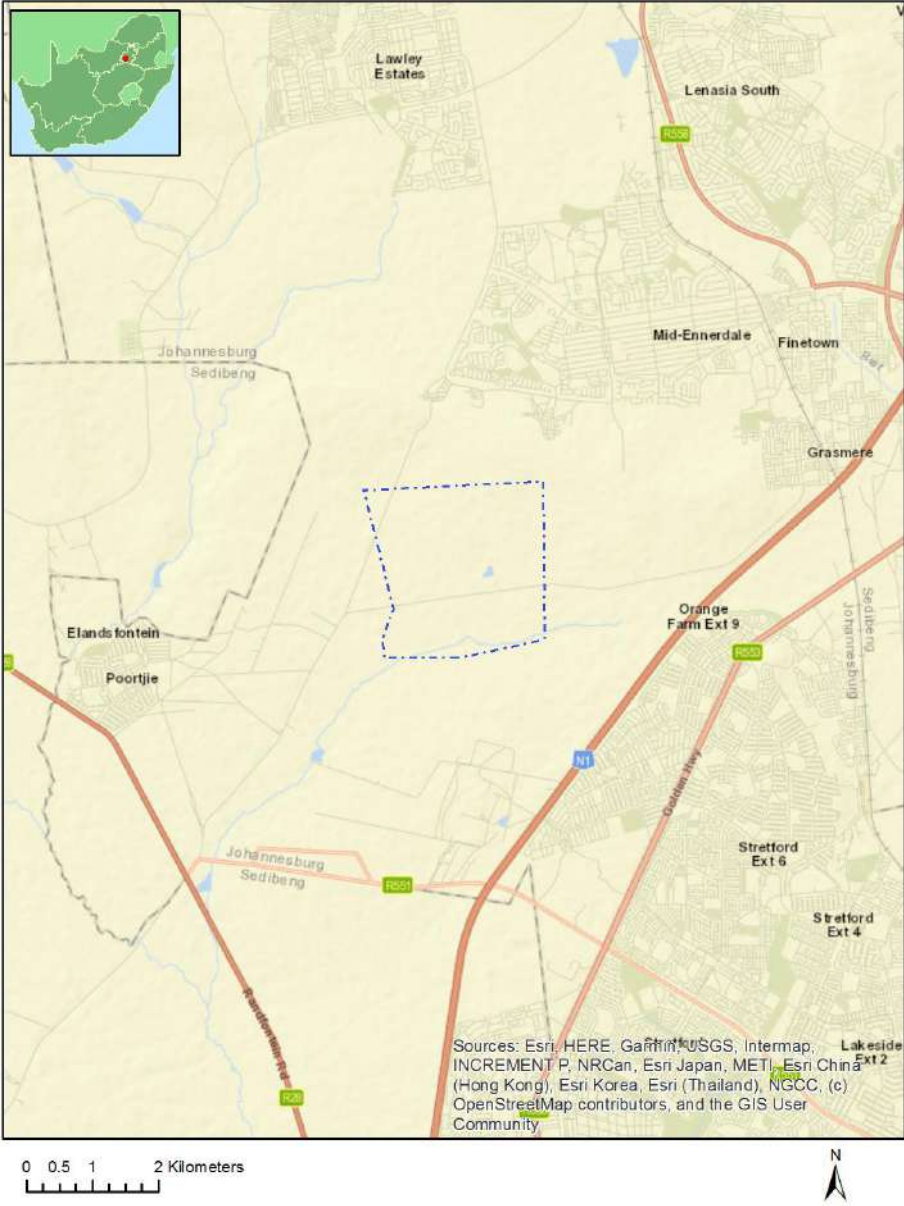 Lawley
Estates
Lenasia South
R558
Mid-Ennerdale
Finetown
Johannesburg
Sedibeng
Grasmere
Elandsfontein
Poortjie
Orange
Farm Ext 9
R553
Sedibeng
Johannesburg
N1
Golden Hwy
Stretford
Ext 6
Johannesburg
Sedibeng
R551
Stretford
Ext 4
Randfontein Rd
R28
Stretford
Lakeside
Ext 2
Sources: Esri, HERE, Garmin, USGS, Intermap,
INCREMENT P, NRCan, Esri Japan, METI, Esri China
(Hong Kong), Esri Korea, Esri (Thailand), NGCC, (c)
OpenStreetMap contributors, and the GIS User
Community
0 0.5 1 2 Kilometers
N